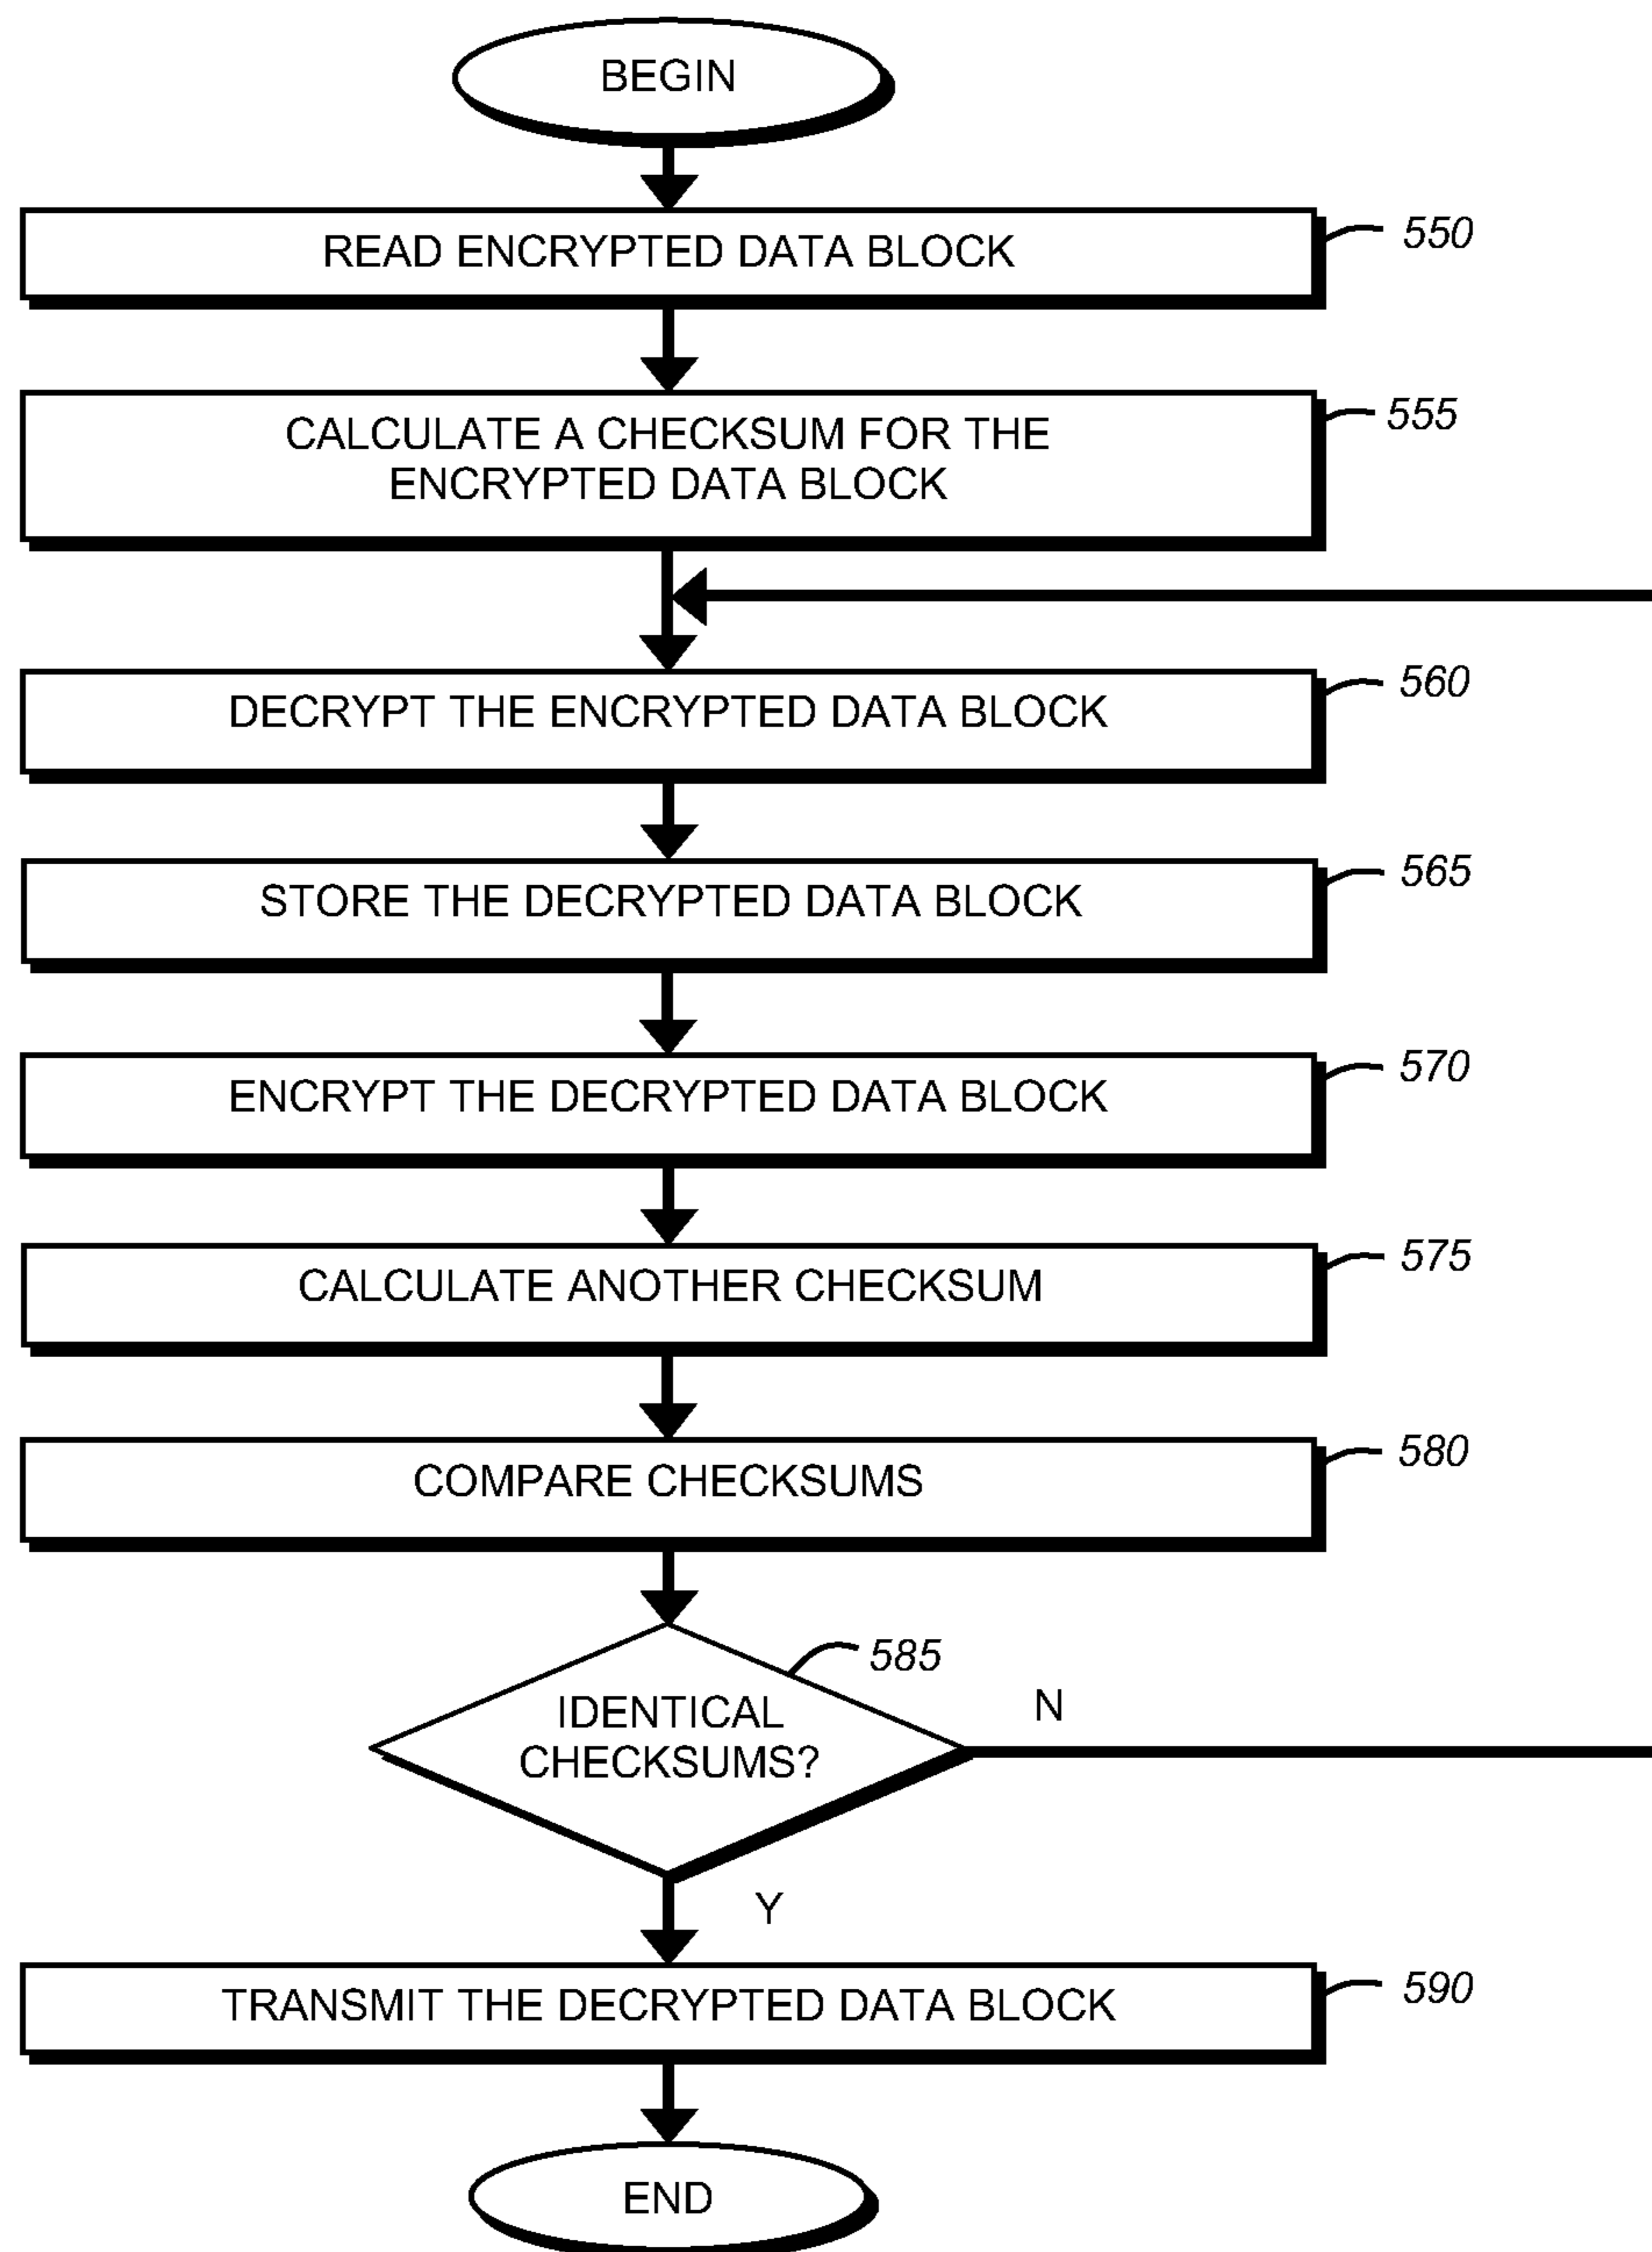 BEGIN
READ ENCRYPTED DATA BLOCK
550
CALCULATE A CHECKSUM FOR THE
ENCRYPTED DATA BLOCK
555
DECRYPT THE ENCRYPTED DATA BLOCK
560
STORE THE DECRYPTED DATA BLOCK
565
ENCRYPT THE DECRYPTED DATA BLOCK
570
CALCULATE ANOTHER CHECKSUM
575
COMPARE CHECKSUMS
580
585
IDENTICAL
CHECKSUMS?
N
Y
TRANSMIT THE DECRYPTED DATA BLOCK
590
END